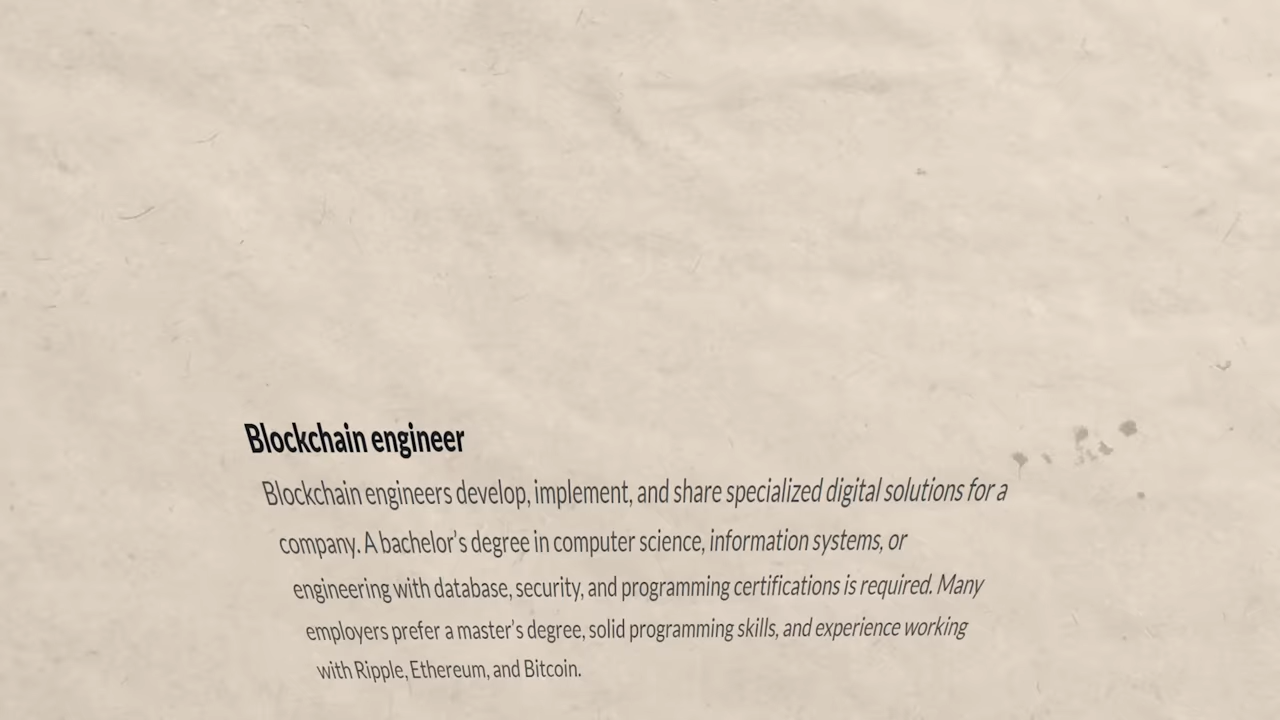 Blockchain engineer
Blockchain engineers develop, implement, and share specialized digital solutions for a
company. A bachelor’s degree in computer science, information systems, or
engineering with database, security, and programming certifications is required. Many
employers prefer a master’s degree, solid programming skills, and experience working
with Ripple, Ethereum, and Bitcoin.